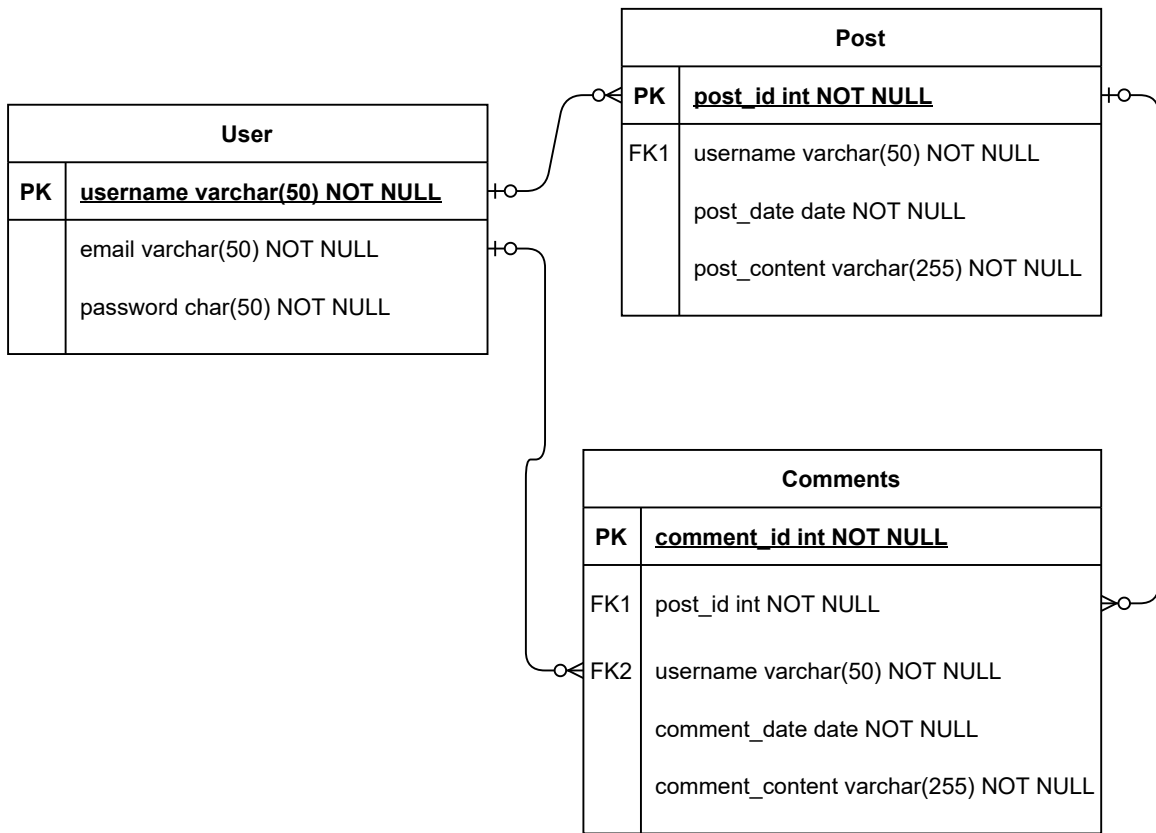 User
PK username varchar(50) NOT NULL
email varchar(50) NOT NULL
password char(50) NOT NULL
Post
PK post_id int NOT NULL
FK1 username varchar(50) NOT NULL
post_date date NOT NULL
post_content varchar(255) NOT NULL
Comments
PK comment_id int NOT NULL
FK1 post_id int NOT NULL
FK2 username varchar(50) NOT NULL
comment_date date NOT NULL
comment_content varchar(255) NOT NULL